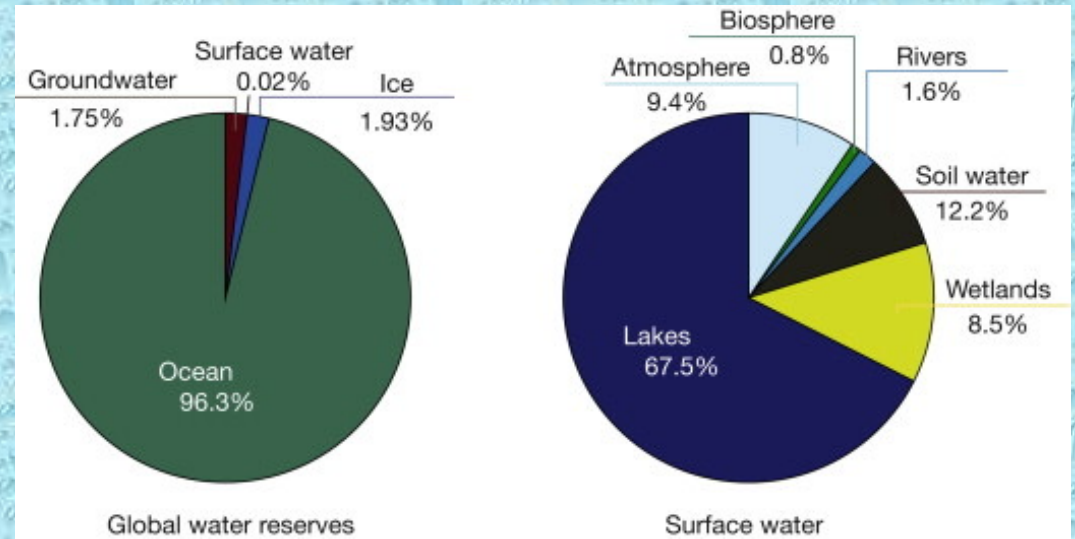 Surface water
0.02%
Groundwater
1.75%
Ice
1.93%
Ocean
96.3%
Global water reserves
Biosphere
0.8%
Atmosphere
9.4%
Rivers
1.6%
Soil water
12.2%
Wetlands
8.5%
Lakes
67.5%
Surface water